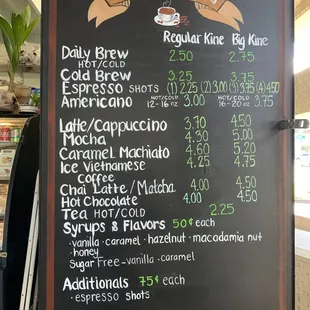 Regular Kine Big Kine
Daily Brew 2.50 2.75
HOT/COLD
Cold Brew 3.25 3.75
Espresso SHOTS (1) 2.25 (2) 3.00 (3) 3.75 (4) 4.50
Americano HOT/COLD 12-16oz 3.00 HOT/COLD 16-20oz 3.75
Latte/Cappuccino 3.70 4.50
Mocha 4.30 5.00
Caramel Machiato 4.60 5.20
Ice Vietnamese 4.25 4.75
Coffee
Chai Latte/Matcha 4.00 4.50
Hot Chocolate 4.00 4.50
Tea HOT/COLD 2.25
Syrups & Flavors 50¢ each
·vanilla ·caramel ·hazelnut ·macadamia nut
·honey
Sugar Free - vanilla ·caramel
Additionals 75¢ each
·espresso shots